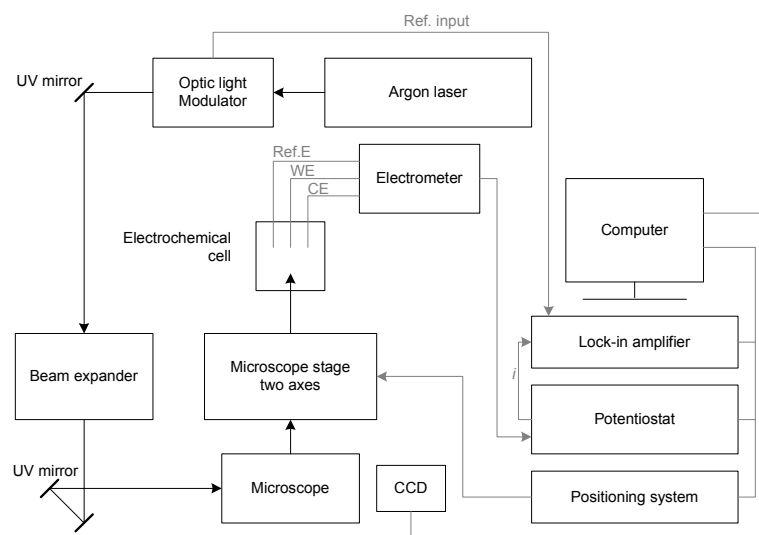 Ref. input
UV mirror
Optic light
Modulator
Argon laser
Ref.E
WE
CE
Electrometer
Electrochemical
cell
Computer
Beam expander
Microscope stage
two axes
Lock-in amplifier
i
Potentiostat
UV mirror
Microscope
CCD
Positioning system